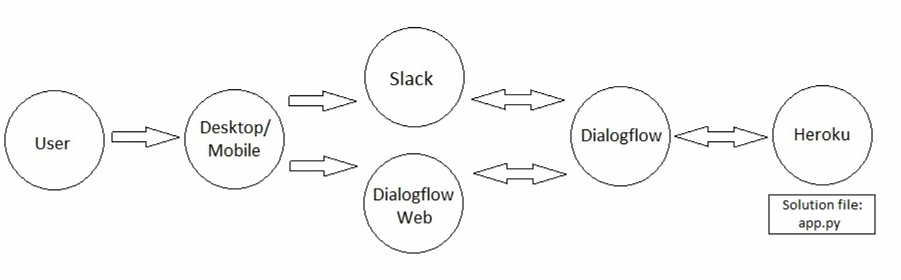 User
Desktop/
Mobile
Slack
Dialogflow
Web
Dialogflow
Heroku
Solution file:
app.py